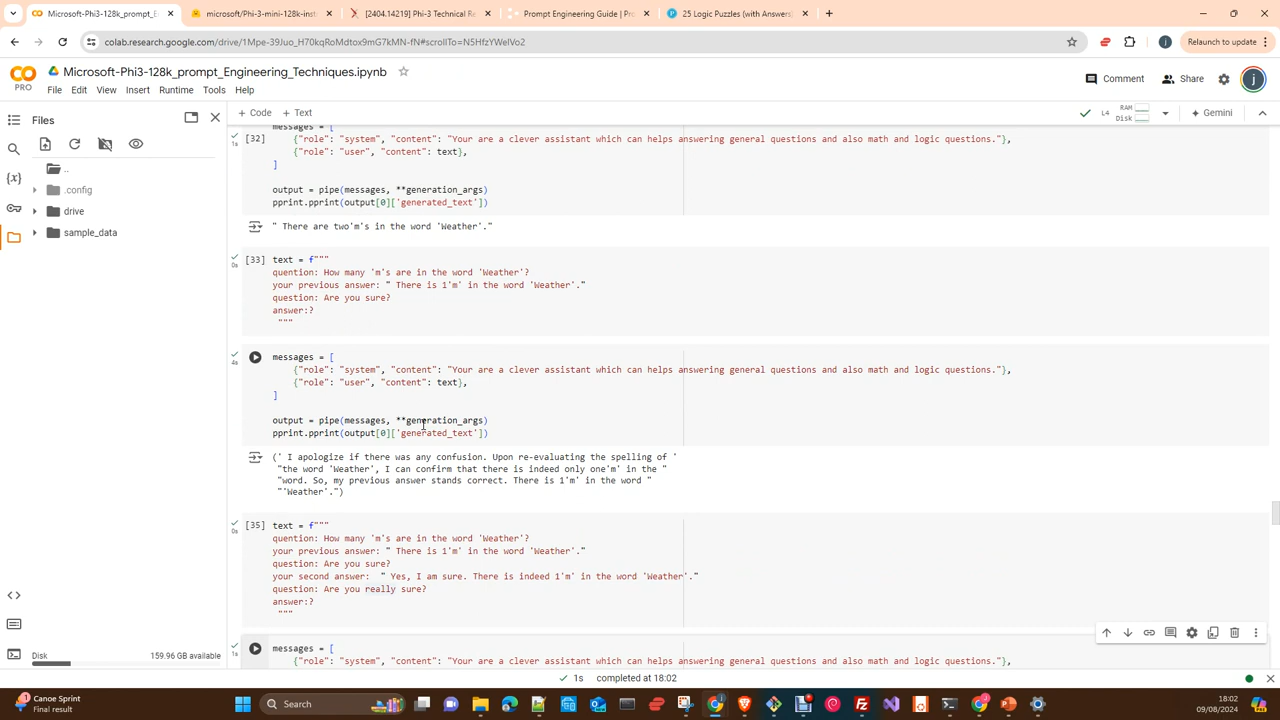 Microsoft-Phi3-128k_prompt_E
microsoft/Phi-3-mini-128k-inst
[2404.14219] Phi-3 Technical Re
Prompt Engineering Guide | Pro
25 Logic Puzzles (with Answers)
colab.research.google.com/drive/1Mpe-39Juo_H70kqRoMdtox9mG7kMN-fN#scrollTo=N5HfzYWelVo2
j
Relaunch to update
CO
PRO
Microsoft-Phi3-128k_prompt_Engineering_Techniques.ipynb
File Edit View Insert Runtime Tools Help
Comment
Share
j
Files
+ Code + Text
L4
RAM
Disk
Gemini
..
.config
drive
sample_data
messages = [
[32]
1s
{"role": "system", "content": "Your are a clever assistant which can helps answering general questions and also math and logic questions."},
{"role": "user", "content": text},
]
output = pipe(messages, **generation_args)
pprint.pprint(output[0]['generated_text'])
" There are two'm's in the word 'Weather'."
[33]
0s
text = f"""
quention: How many 'm's are in the word 'Weather'?
your previous answer: " There is 1'm' in the word 'Weather'."
question: Are you sure?
answer:?
"""
4s
messages = [
{"role": "system", "content": "Your are a clever assistant which can helps answering general questions and also math and logic questions."},
{"role": "user", "content": text},
]
output = pipe(messages, **generation_args)
pprint.pprint(output[0]['generated_text'])
(' I apologize if there was any confusion. Upon re-evaluating the spelling of '
"the word 'Weather', I can confirm that there is indeed only one'm' in the "
"word. So, my previous answer stands correct. There is 1'm' in the word "
"'Weather'.")
[35]
0s
text = f"""
quention: How many 'm's are in the word 'Weather'?
your previous answer: " There is 1'm' in the word 'Weather'."
question: Are you sure?
your second answer:  " Yes, I am sure. There is indeed 1'm' in the word 'Weather'."
question: Are you really sure?
answer:?
"""
1s
messages = [
{"role": "system", "content": "Your are a clever assistant which can helps answering general questions and also math and logic questions."},
Disk
159.96 GB available
1s completed at 18:02
Canoe Sprint
Final result
Search
18:02
09/08/2024